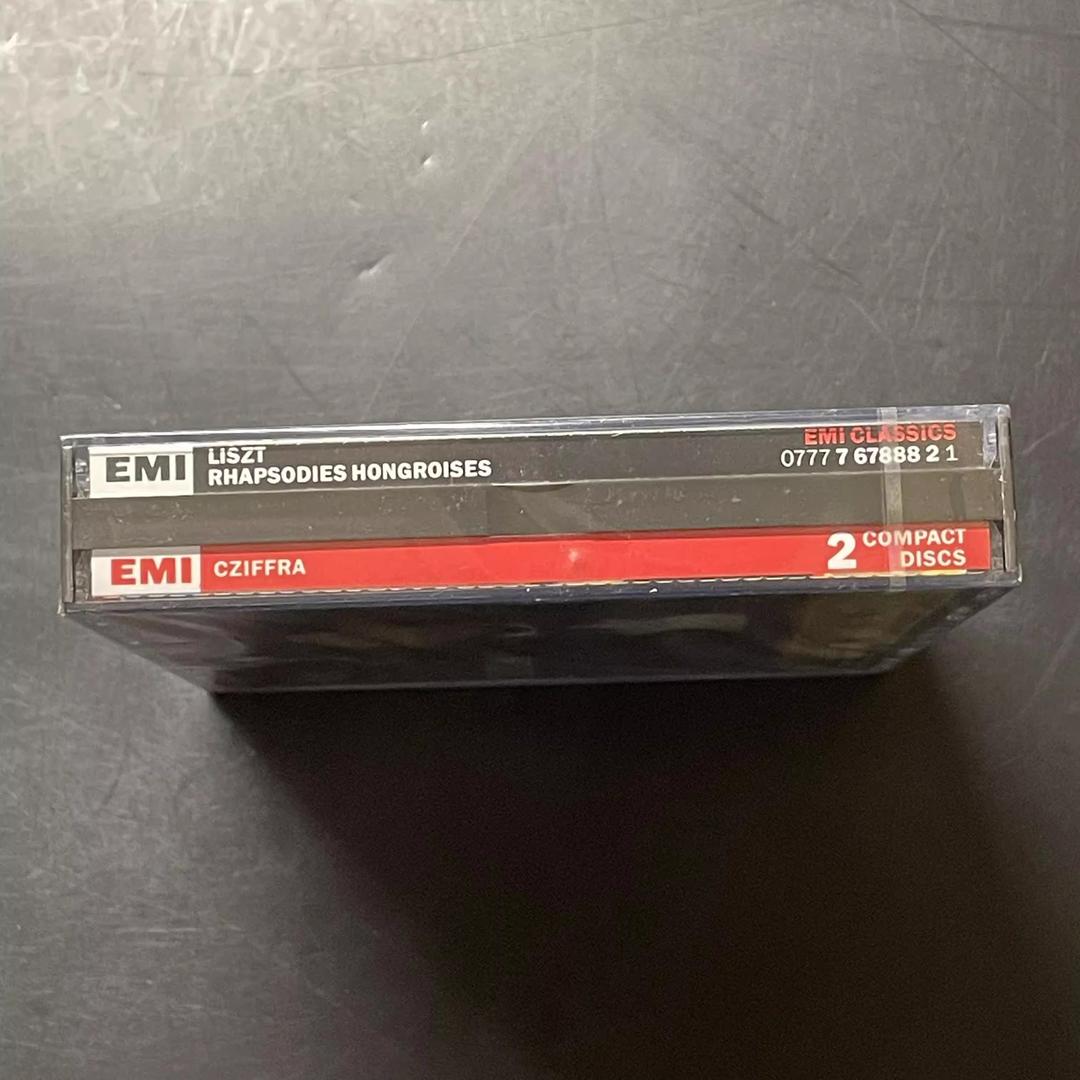 EMI
LISZT
RHAPSODIES HONGROISES
EMI CLASSICS
0777 7 67888 2 1
EMI
CZIFFRA
2 COMPACT
DISCS